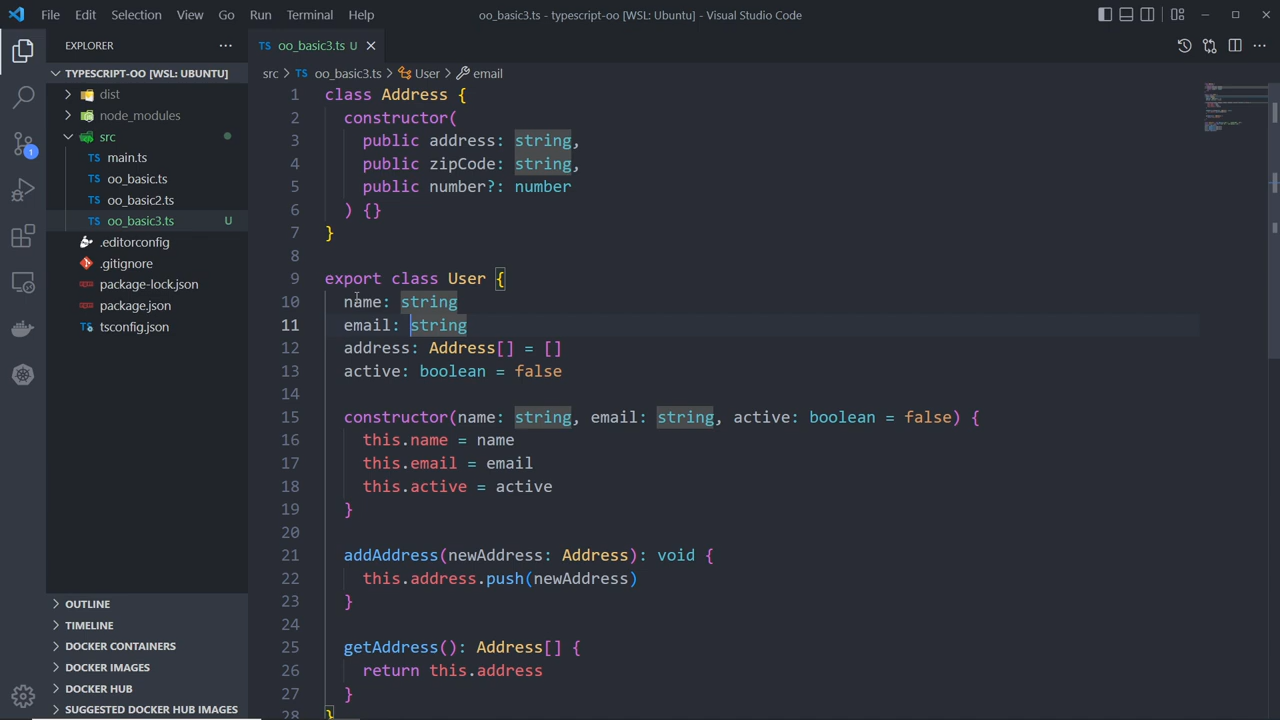 File Edit Selection View Go Run Terminal Help
oo_basic3.ts - typescript-oo [WSL: Ubuntu] - Visual Studio Code
EXPLORER
TYPESCRIPT-OO [WSL: UBUNTU]
dist
node_modules
src
TS main.ts
TS oo_basic.ts
TS oo_basic2.ts
TS oo_basic3.ts U
.editorconfig
.gitignore
package-lock.json
package.json
tsconfig.json
OUTLINE
TIMELINE
DOCKER CONTAINERS
DOCKER IMAGES
DOCKER HUB
SUGGESTED DOCKER HUB IMAGES
1
TS oo_basic3.ts U
src > TS oo_basic3.ts > User > email
1 class Address {
2 constructor(
3 public address: string,
4 public zipCode: string,
5 public number?: number
6 ) {}
7 }
8
9 export class User {
10 name: string
11 email: string
12 address: Address[] = []
13 active: boolean = false
14
15 constructor(name: string, email: string, active: boolean = false) {
16 this.name = name
17 this.email = email
18 this.active = active
19 }
20
21 addAddress(newAddress: Address): void {
22 this.address.push(newAddress)
23 }
24
25 getAddress(): Address[] {
26 return this.address
27 }
28 }